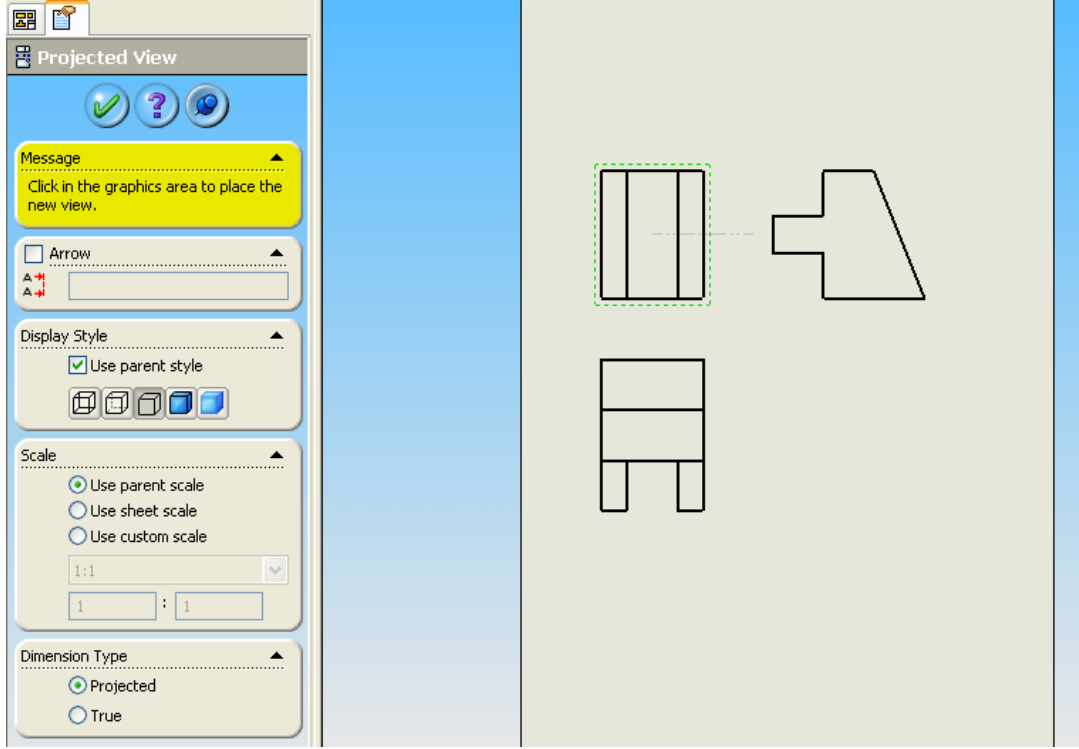 Projected View
?
Message
Click in the graphics area to place the
new view.
Arrow
A
A
Display Style
Use parent style
Scale
Use parent scale
Use sheet scale
Use custom scale
1:1
1 : 1
Dimension Type
Projected
True